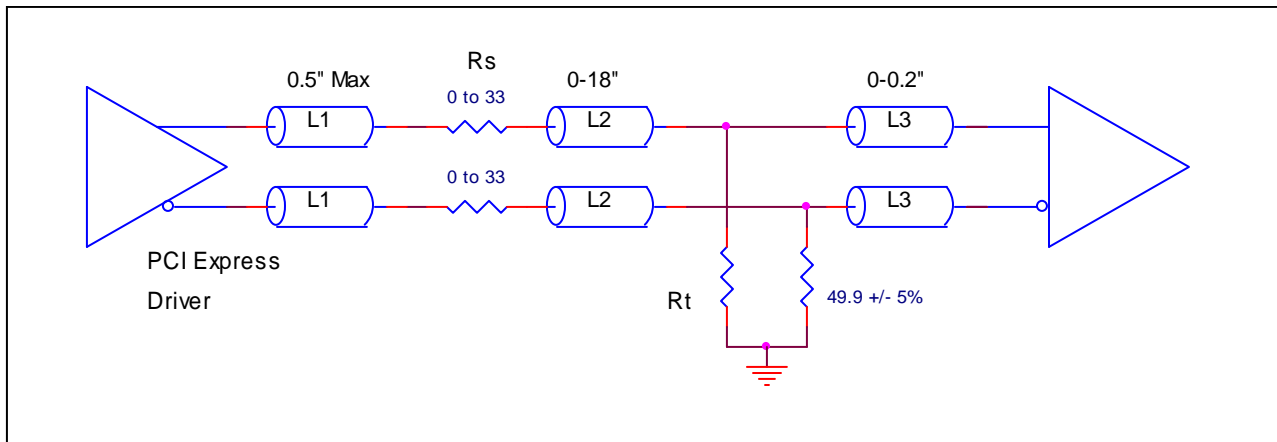 Rs
0.5" Max
0-18"
0-0.2"
0 to 33
L1
L2
L3
0 to 33
L1
L2
L3
PCI Express
Driver
Rt
49.9 +/- 5%